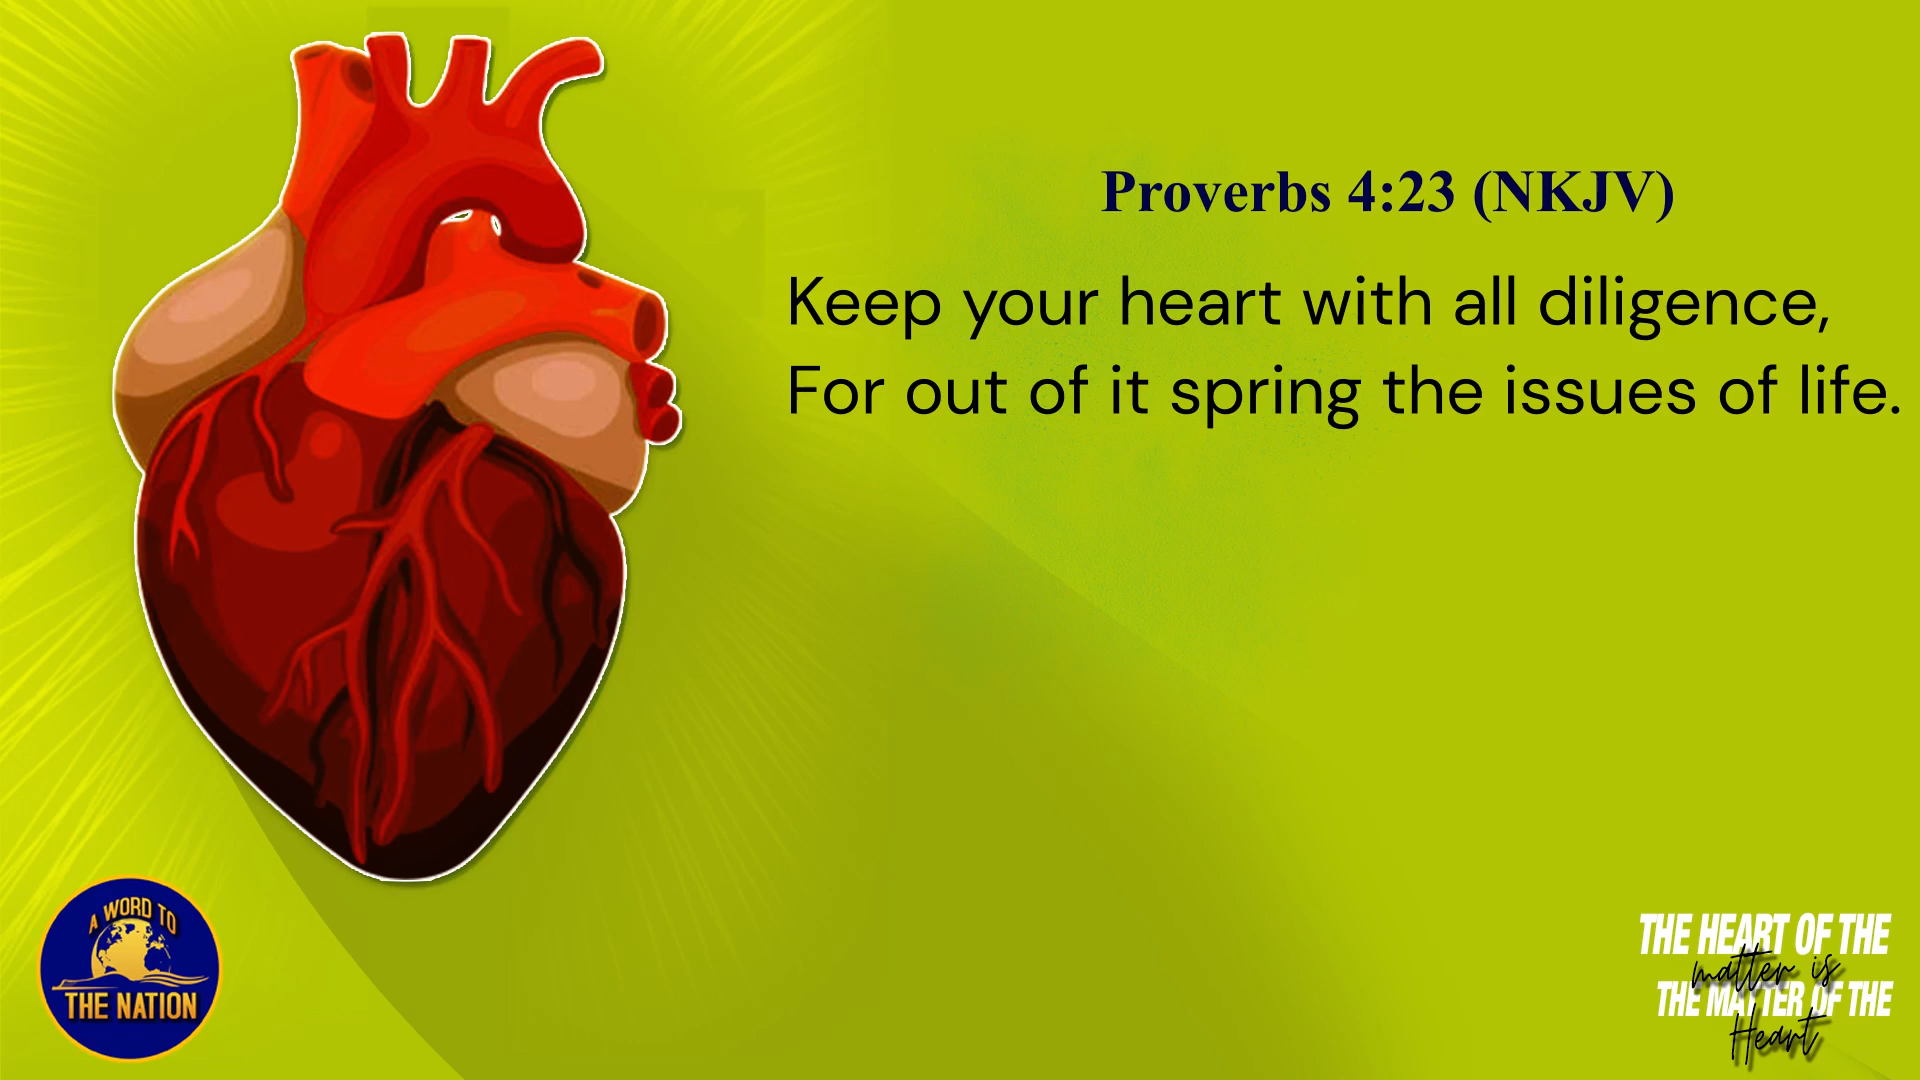 Proverbs 4:23 (NKJV)
Keep your heart with all diligence,
For out of it spring the issues of life.
A WORD TO
THE NATION
THE HEART OF THE
matter is
THE MATTER OF THE
Heart